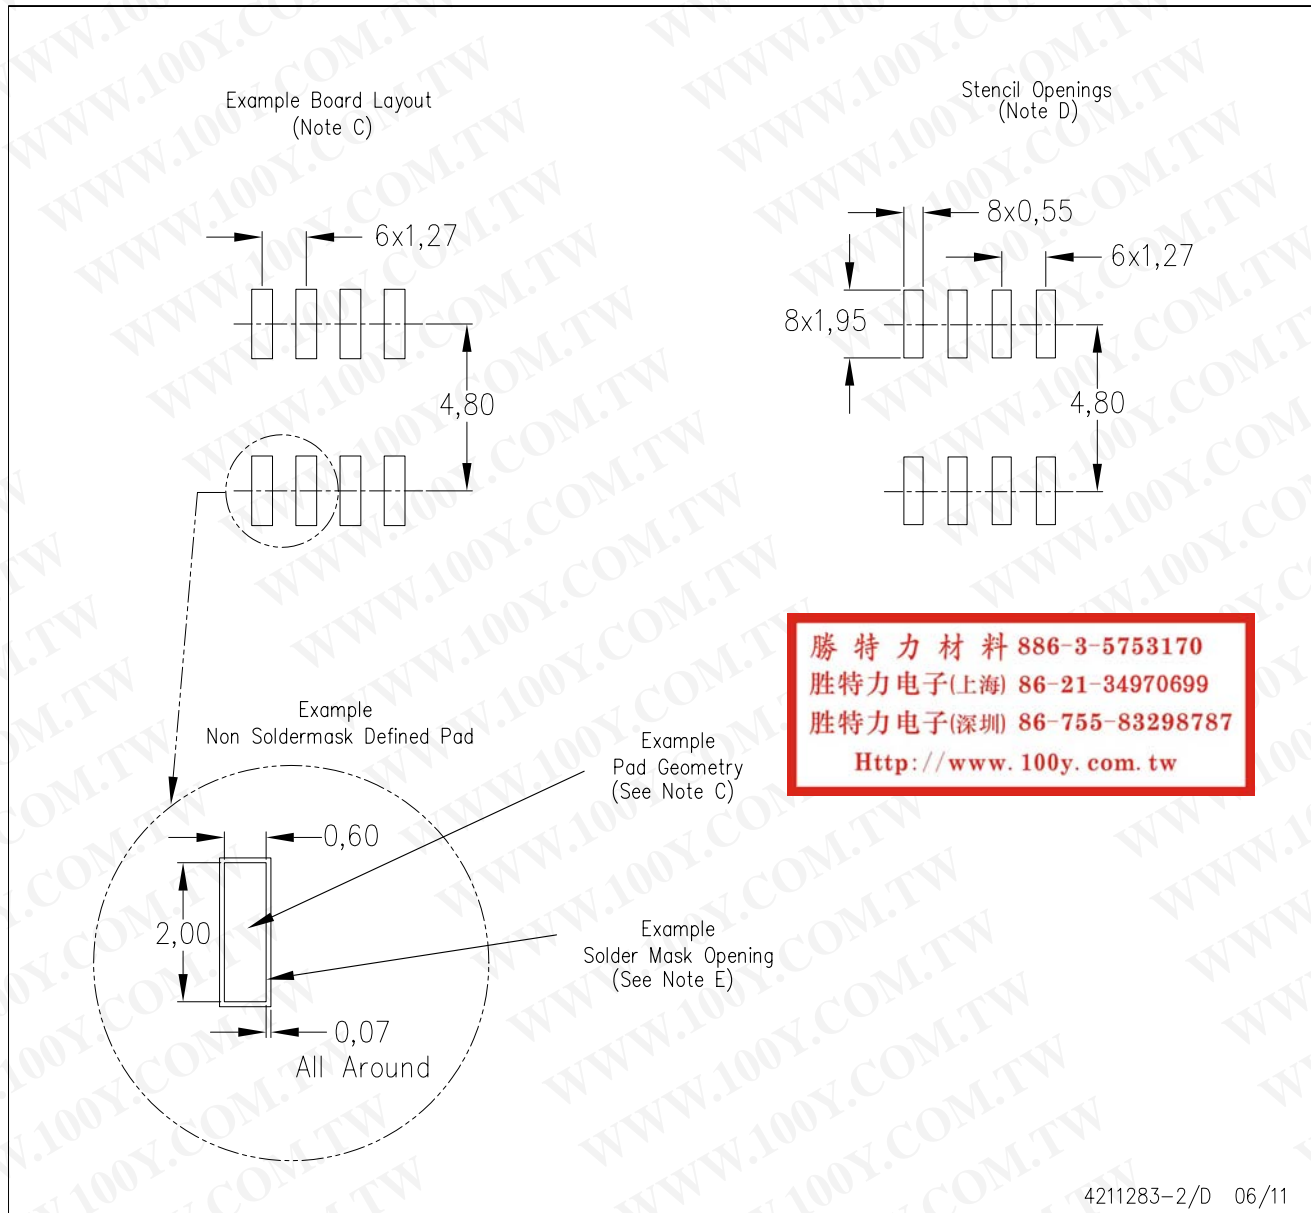 Example Board Layout
(Note C)
Stencil Openings
(Note D)
6x1,27
4,80
8x0,55
6x1,27
8x1,95
4,80
勝特力材料 886-3-5753170
胜特力电子(上海) 86-21-34970699
胜特力电子(深圳) 86-755-83298787
Http://www.100y.com.tw
Example
Non Soldermask Defined Pad
Example
Pad Geometry
(See Note C)
0,60
2,00
Example
Solder Mask Opening
(See Note E)
0,07
All Around
4211283-2/D 06/11
WWW.100Y.COM.TW